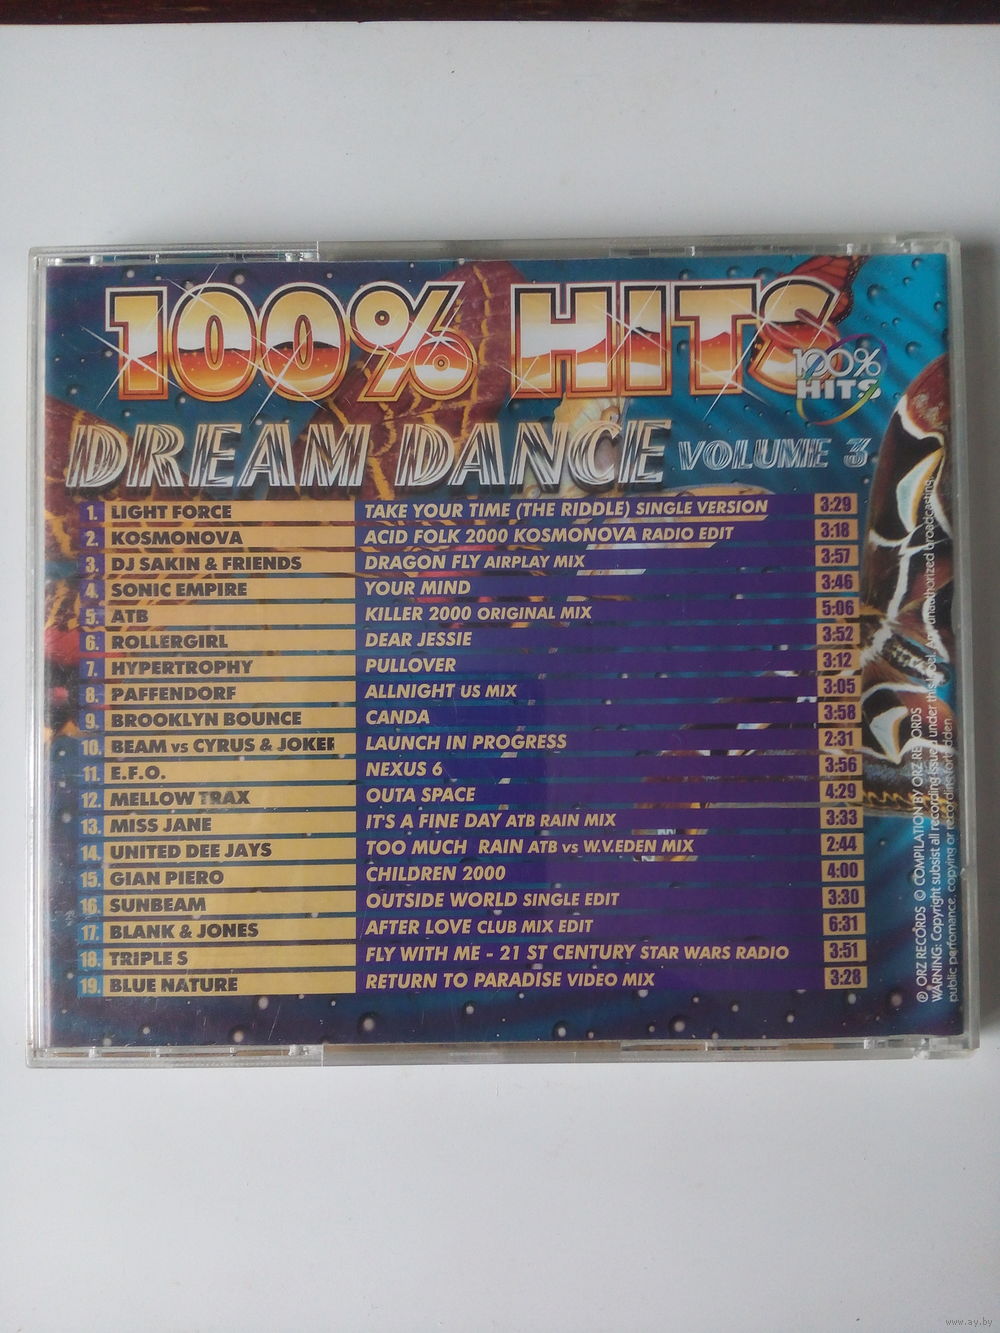 100% HITS
100%
HITS
DREAM DANCE VOLUME 3
1. LIGHT FORCE TAKE YOUR TIME (THE RIDDLE) SINGLE VERSION 3:29
2. KOSMONOVA ACID FOLK 2000 KOSMONOVA RADIO EDIT 3:18
3. DJ SAKIN & FRIENDS DRAGON FLY AIRPLAY MIX 3:57
4. SONIC EMPIRE YOUR MIND 3:46
5. ATB KILLER 2000 ORIGINAL MIX 5:06
6. ROLLERGIRL DEAR JESSIE 3:52
7. HYPERTROPHY PULLOVER 3:12
8. PAFFENDORF ALLNIGHT US MIX 3:05
9. BROOKLYN BOUNCE CANDA 3:58
10. BEAM vs CYRUS & JOKER LAUNCH IN PROGRESS 2:31
11. E.F.O. NEXUS 6 3:56
12. MELLOW TRAX OUTA SPACE 4:29
13. MISS JANE IT'S A FINE DAY ATB RAIN MIX 3:33
14. UNITED DEE JAYS TOO MUCH RAIN ATB vs W.V.EDEN MIX 2:44
15. GIAN PIERO CHILDREN 2000 4:00
16. SUNBEAM OUTSIDE WORLD SINGLE EDIT 3:30
17. BLANK & JONES AFTER LOVE CLUB MIX EDIT 6:31
18. TRIPLE S FLY WITH ME - 21 ST CENTURY STAR WARS RADIO 3:51
19. BLUE NATURE RETURN TO PARADISE VIDEO MIX 3:28
℗ ORZ RECORDS © COMPILATION BY ORZ RECORDS
WARNING: Copyright subsist all recording issued under this label. Any unauthorized broadcasting,
public perfomance, copying or recording forbidden
www.ay.by